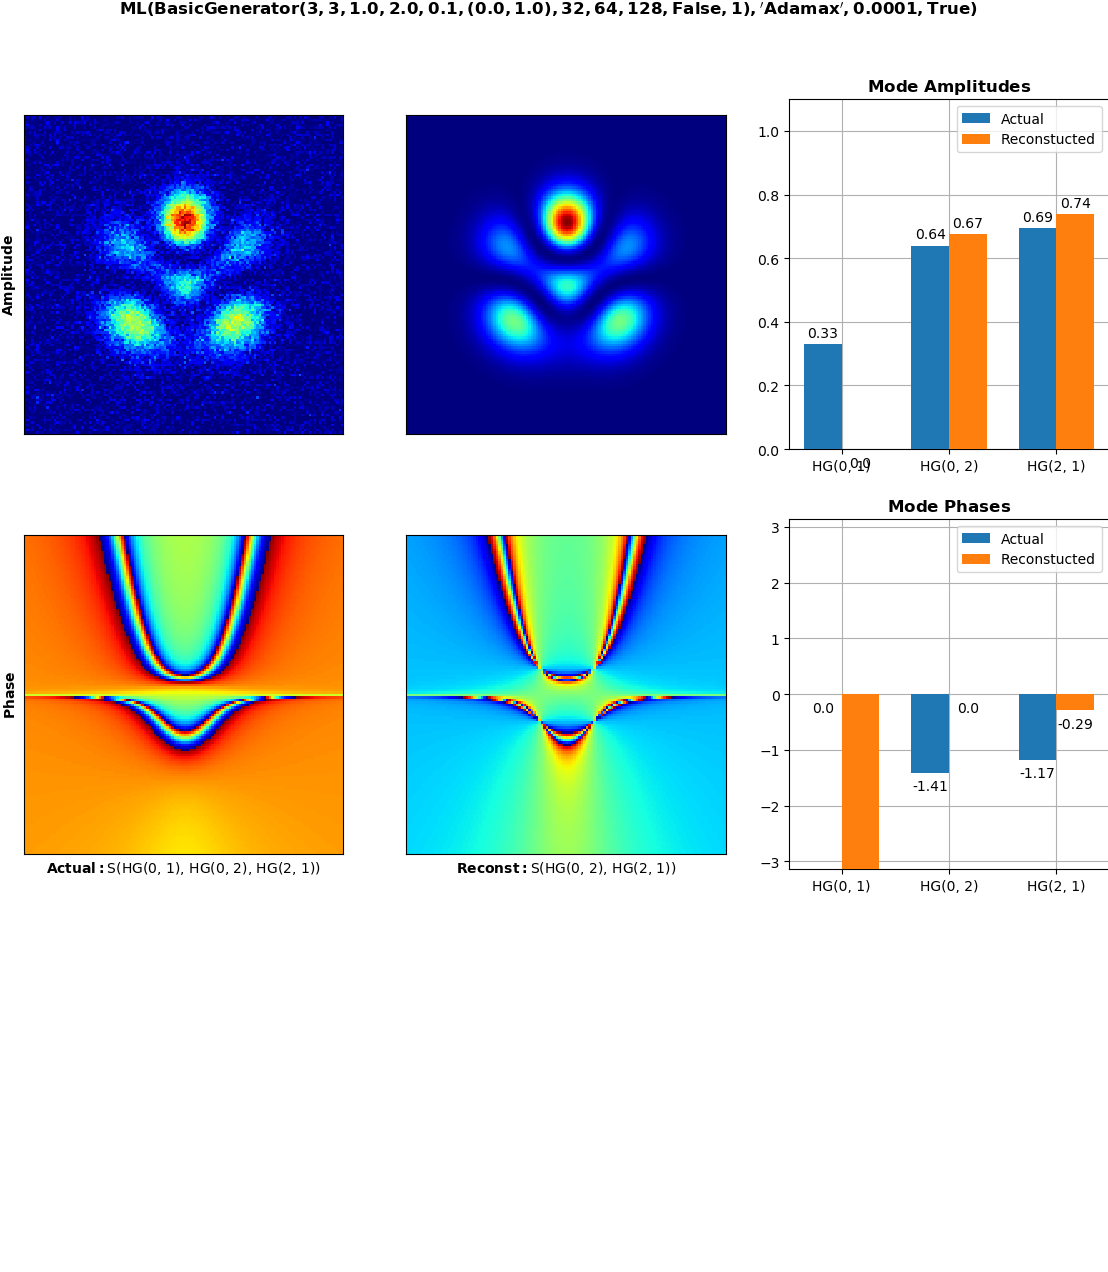 ML(BasicGenerator(3, 3, 1.0, 2.0, 0.1, (0.0, 1.0), 32, 64, 128, False, 1), ′Adamax′, 0.0001, True)
Amplitude
Mode Amplitudes
Actual
Reconstucted
1.0
0.8
0.6
0.4
0.2
0.0
0.33
0.0
0.64
0.67
0.69
0.74
HG(0, 1)
HG(0, 2)
HG(2, 1)
Phase
Actual: S(HG(0, 1), HG(0, 2), HG(2, 1))
Reconst: S(HG(0, 2), HG(2, 1))
Mode Phases
Actual
Reconstucted
3
2
1
0
−1
−2
−3
0.0
-1.41
0.0
-1.17
-0.29
HG(0, 1)
HG(0, 2)
HG(2, 1)